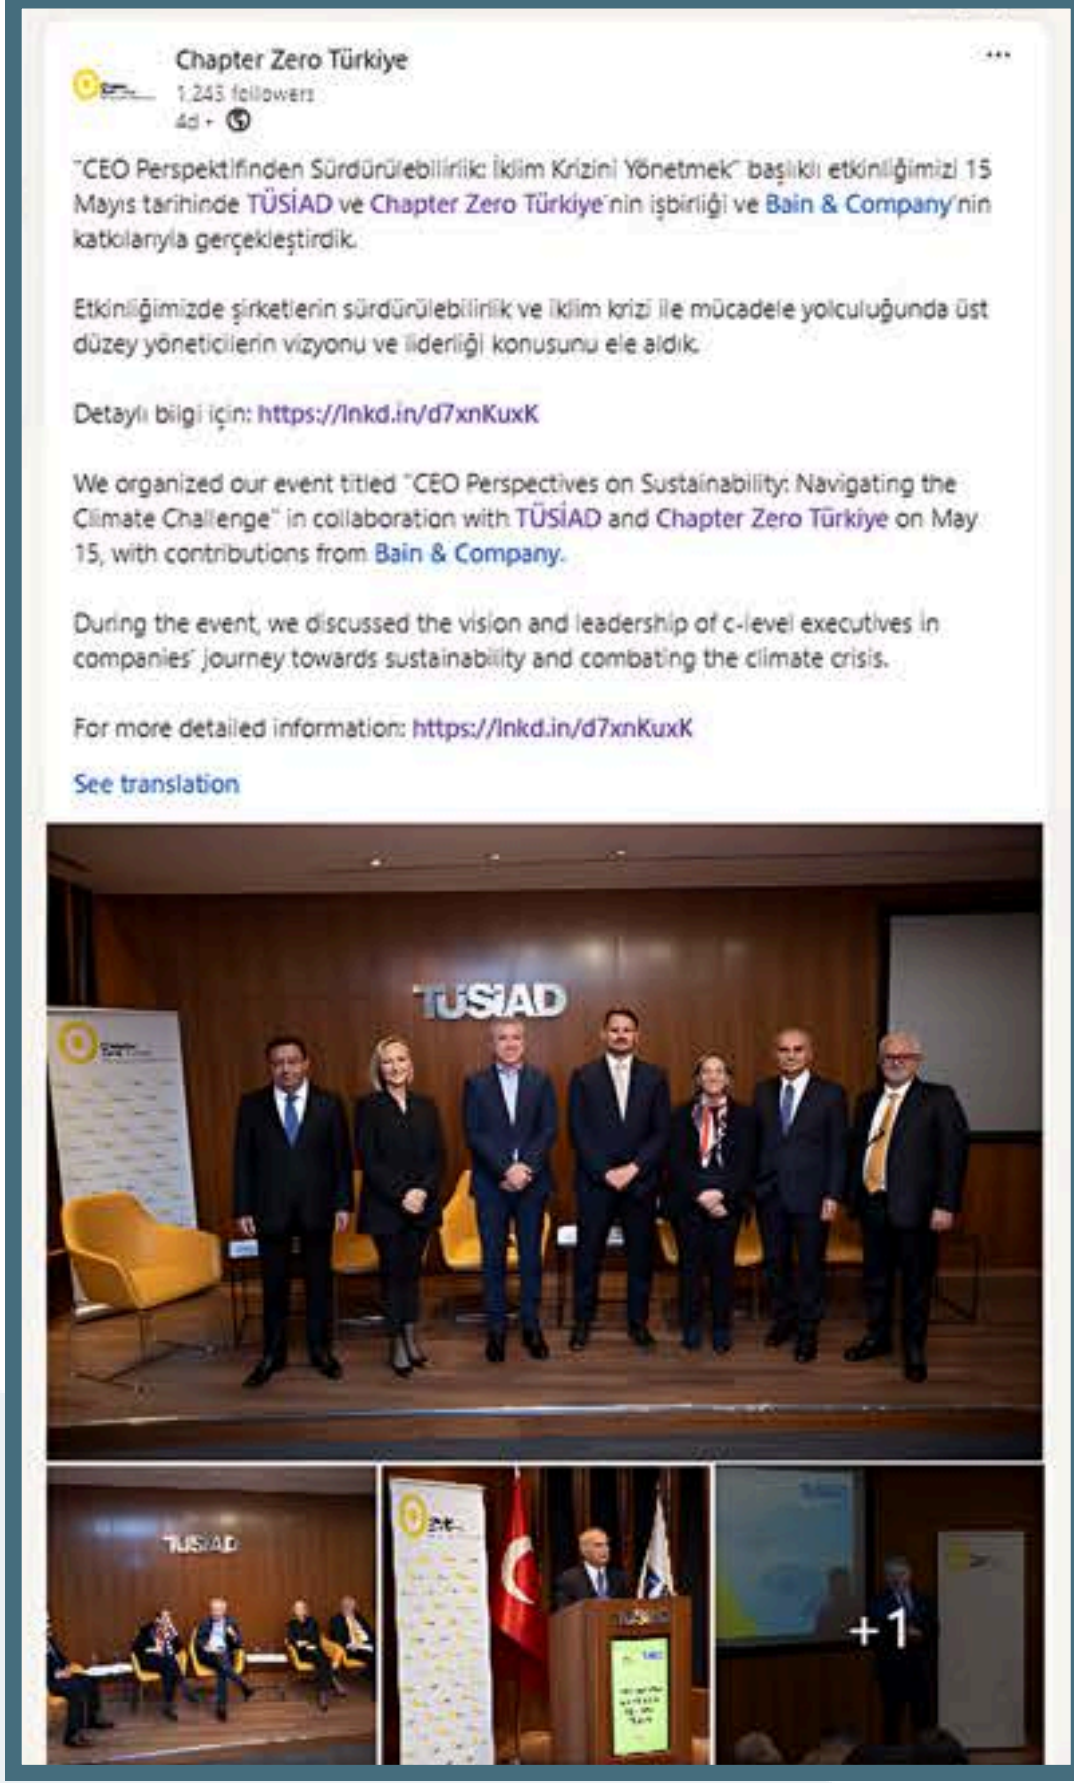 Chapter Zero Türkiye
1.243 followers
4d •
"CEO Perspektifinden Sürdürülebilirlik: İklim Krizini Yönetmek" başlıklı etkinliğimizi 15
Mayıs tarihinde TÜSİAD ve Chapter Zero Türkiye'nin işbirliği ve Bain & Company'nin
katkılarıyla gerçekleştirdik.
Etkinliğimizde şirketlerin sürdürülebilirlik ve iklim krizi ile mücadele yolculuğunda üst
düzey yöneticilerin vizyonu ve liderliği konusunu ele aldık.
Detaylı bilgi için: https://lnkd.in/d7xnKuxK
We organized our event titled "CEO Perspectives on Sustainability: Navigating the
Climate Challenge" in collaboration with TÜSİAD and Chapter Zero Türkiye on May
15, with contributions from Bain & Company.
During the event, we discussed the vision and leadership of c-level executives in
companies' journey towards sustainability and combating the climate crisis.
For more detailed information: https://lnkd.in/d7xnKuxK
See translation
TÜSİAD
TÜSİAD
TÜSİAD
+1